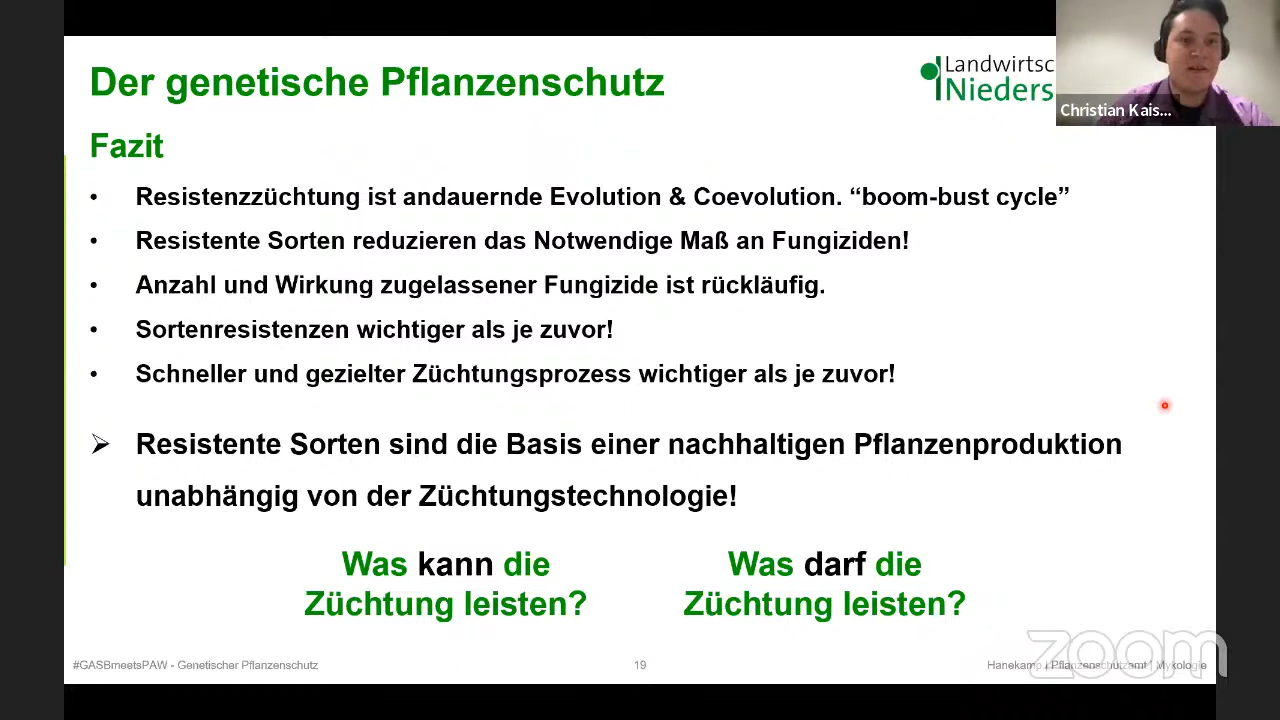 Der genetische Pflanzenschutz
Landwirtsc
Nieders
Christian Kais...
Fazit
• Resistenzzüchtung ist andauernde Evolution & Coevolution. “boom-bust cycle”
• Resistente Sorten reduzieren das Notwendige Maß an Fungiziden!
• Anzahl und Wirkung zugelassener Fungizide ist rückläufig.
• Sortenresistenzen wichtiger als je zuvor!
• Schneller und gezielter Züchtungsprozess wichtiger als je zuvor!
➢ Resistente Sorten sind die Basis einer nachhaltigen Pflanzenproduktion
unabhängig von der Züchtungstechnologie!
Was kann die
Züchtung leisten?
Was darf die
Züchtung leisten?
#GASBmeetsPAW - Genetischer Pflanzenschutz
19
Hanekamp | Pflanzenschutzamt | Mykologie
zoom